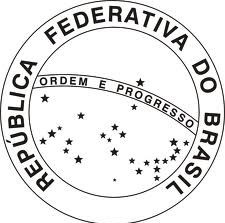 REPÚBLICA FEDERATIVA DO BRASIL
ORDEM E PROGRESSO